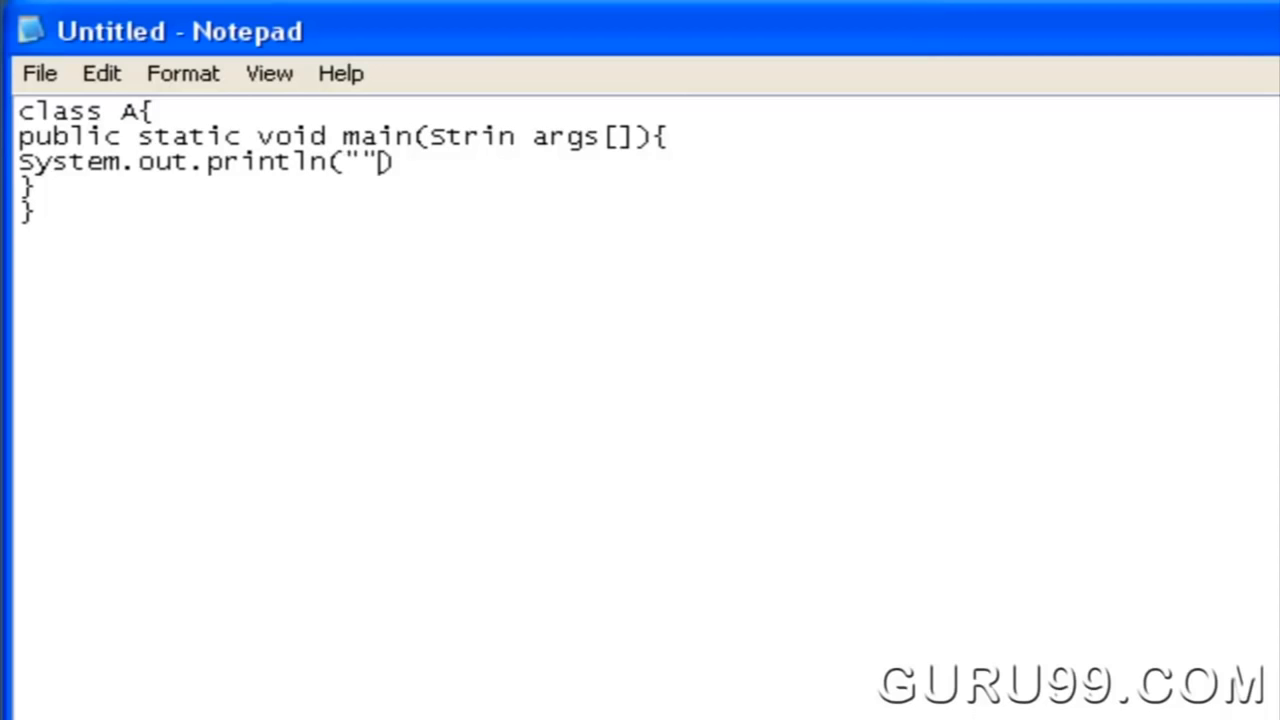 Untitled - Notepad
File Edit Format View Help
class A{
public static void main(Strin args[]){
System.out.println("")
}
}
GURU99.COM